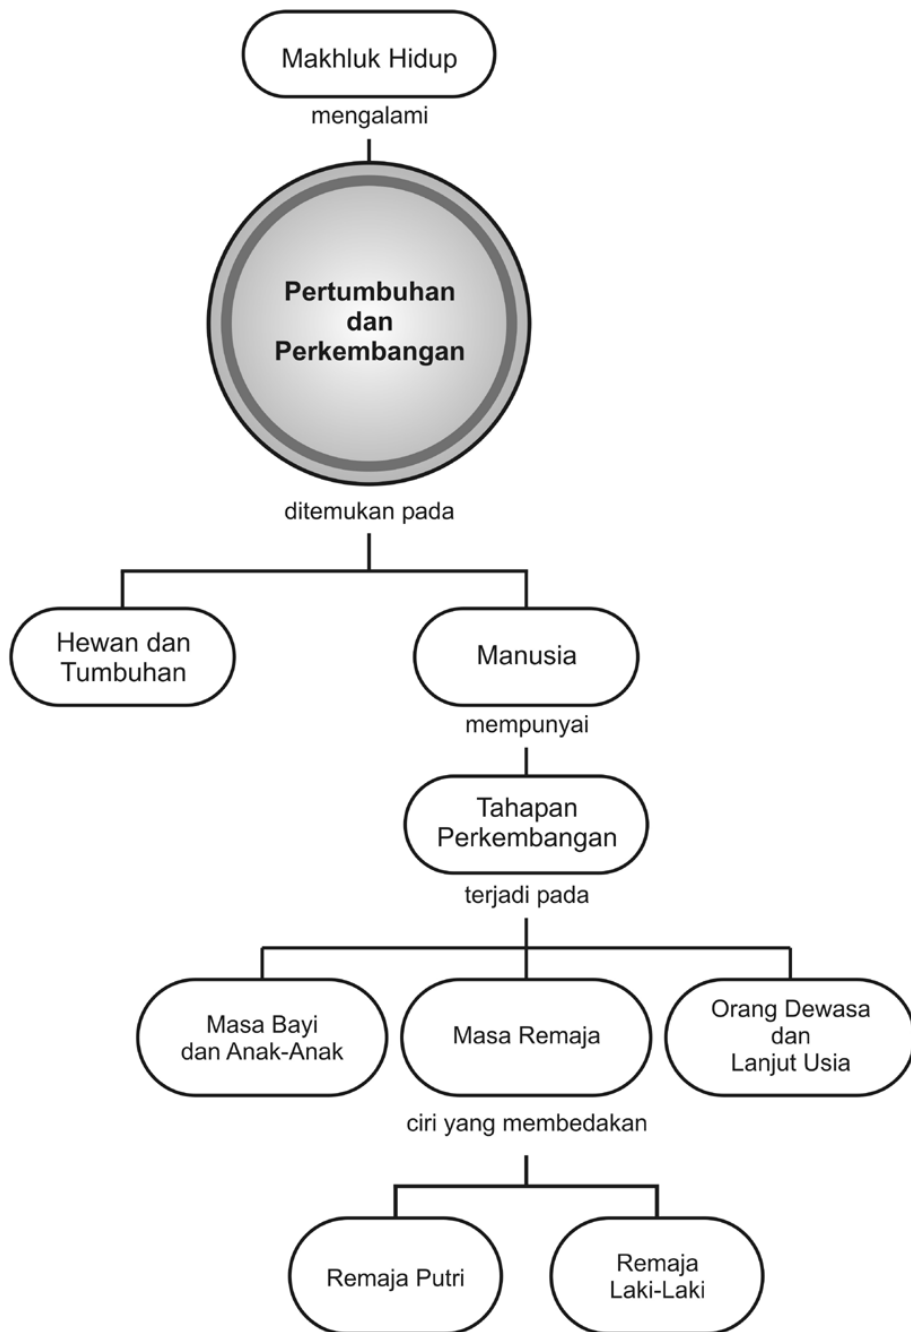 Makhluk Hidup
mengalami
Pertumbuhan
dan
Perkembangan
ditemukan pada
Hewan dan
Tumbuhan
Manusia
mempunyai
Tahapan
Perkembangan
terjadi pada
Masa Bayi
dan Anak-Anak
Masa Remaja
Orang Dewasa
dan
Lanjut Usia
ciri yang membedakan
Remaja Putri
Remaja
Laki-Laki